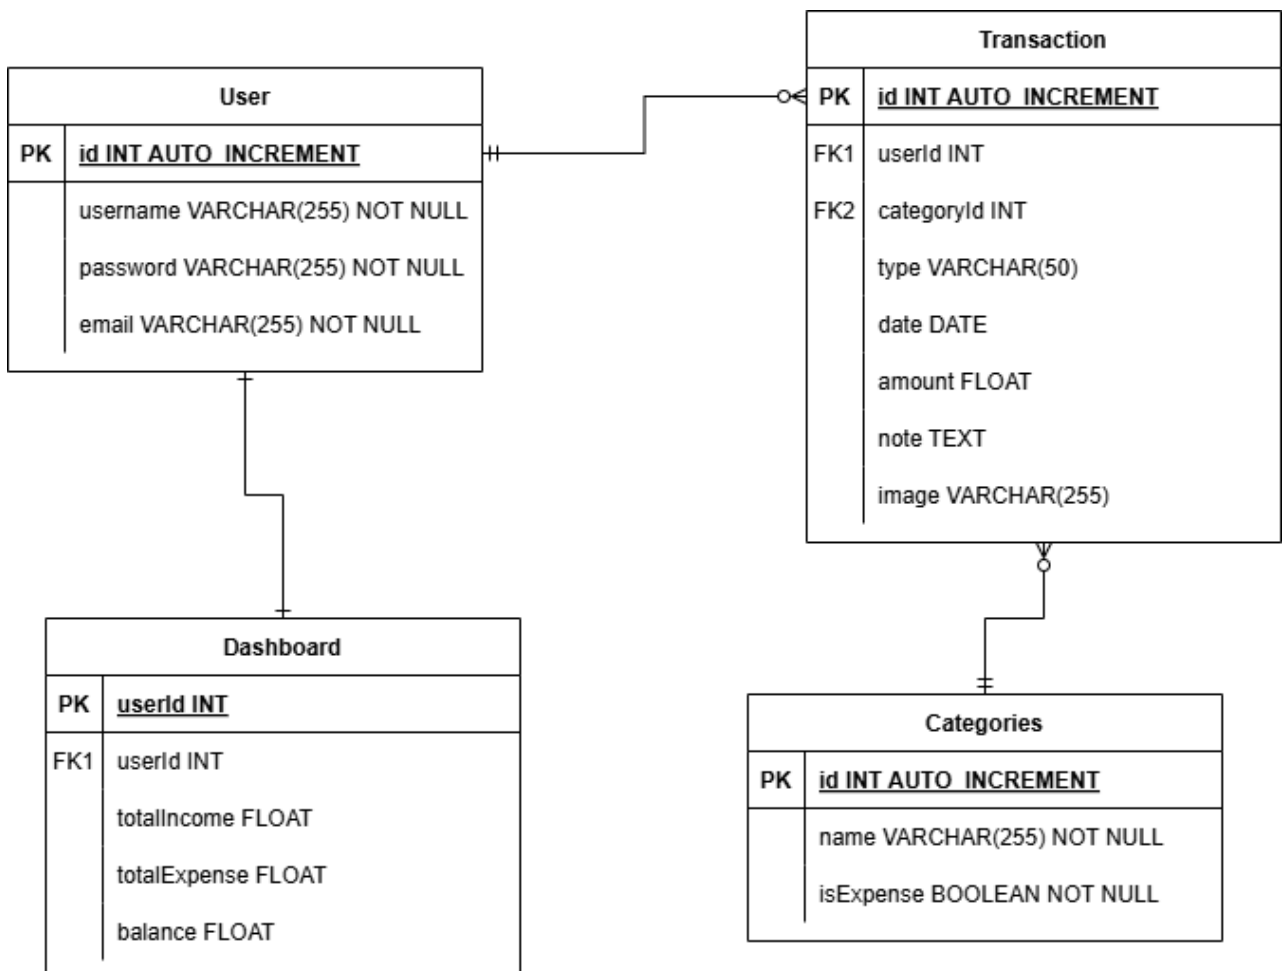 User
PK id INT AUTO_INCREMENT
username VARCHAR(255) NOT NULL
password VARCHAR(255) NOT NULL
email VARCHAR(255) NOT NULL
Transaction
PK id INT AUTO_INCREMENT
FK1 userId INT
FK2 categoryId INT
type VARCHAR(50)
date DATE
amount FLOAT
note TEXT
image VARCHAR(255)
Dashboard
PK userId INT
FK1 userId INT
totalIncome FLOAT
totalExpense FLOAT
balance FLOAT
Categories
PK id INT AUTO_INCREMENT
name VARCHAR(255) NOT NULL
isExpense BOOLEAN NOT NULL